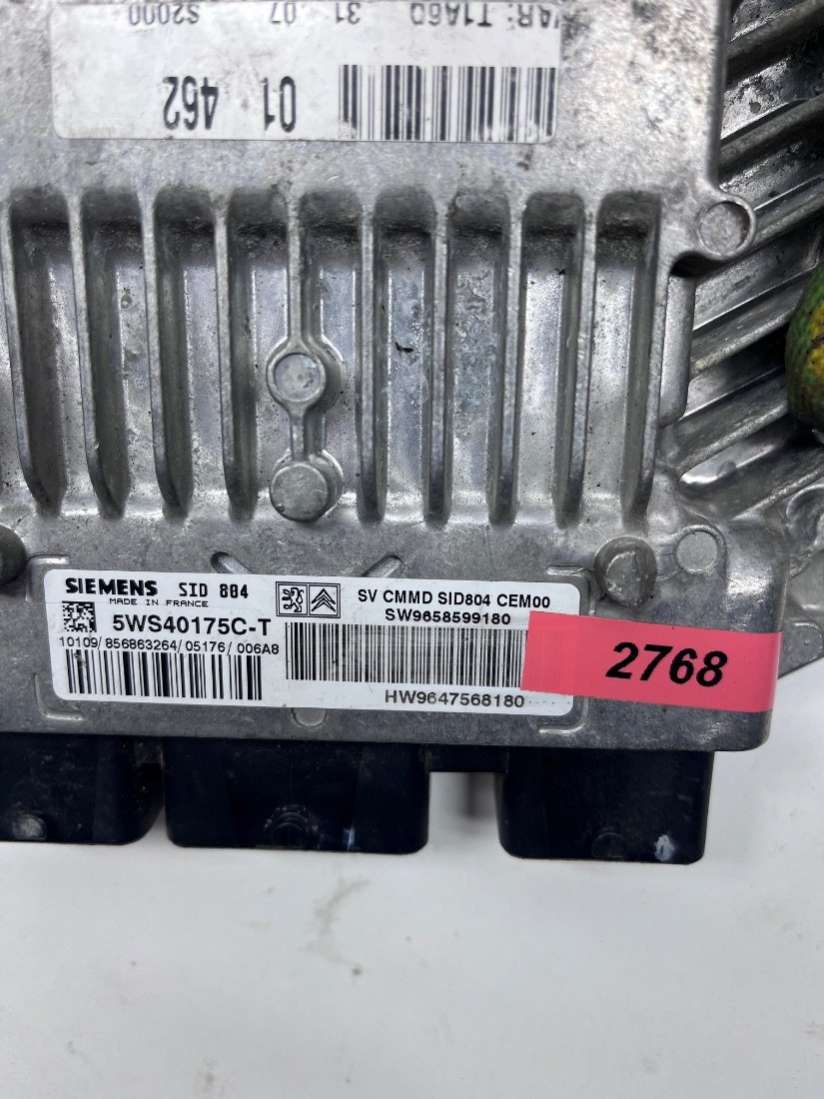 VAR: T1A60 31 07
S2000
01 462
SIEMENS SID 804
MADE IN FRANCE
5WS40175C-T
10109/856863264/05176/006A8
SV CMMD SID804 CEM00
SW9658599180
HW9647568180
2768